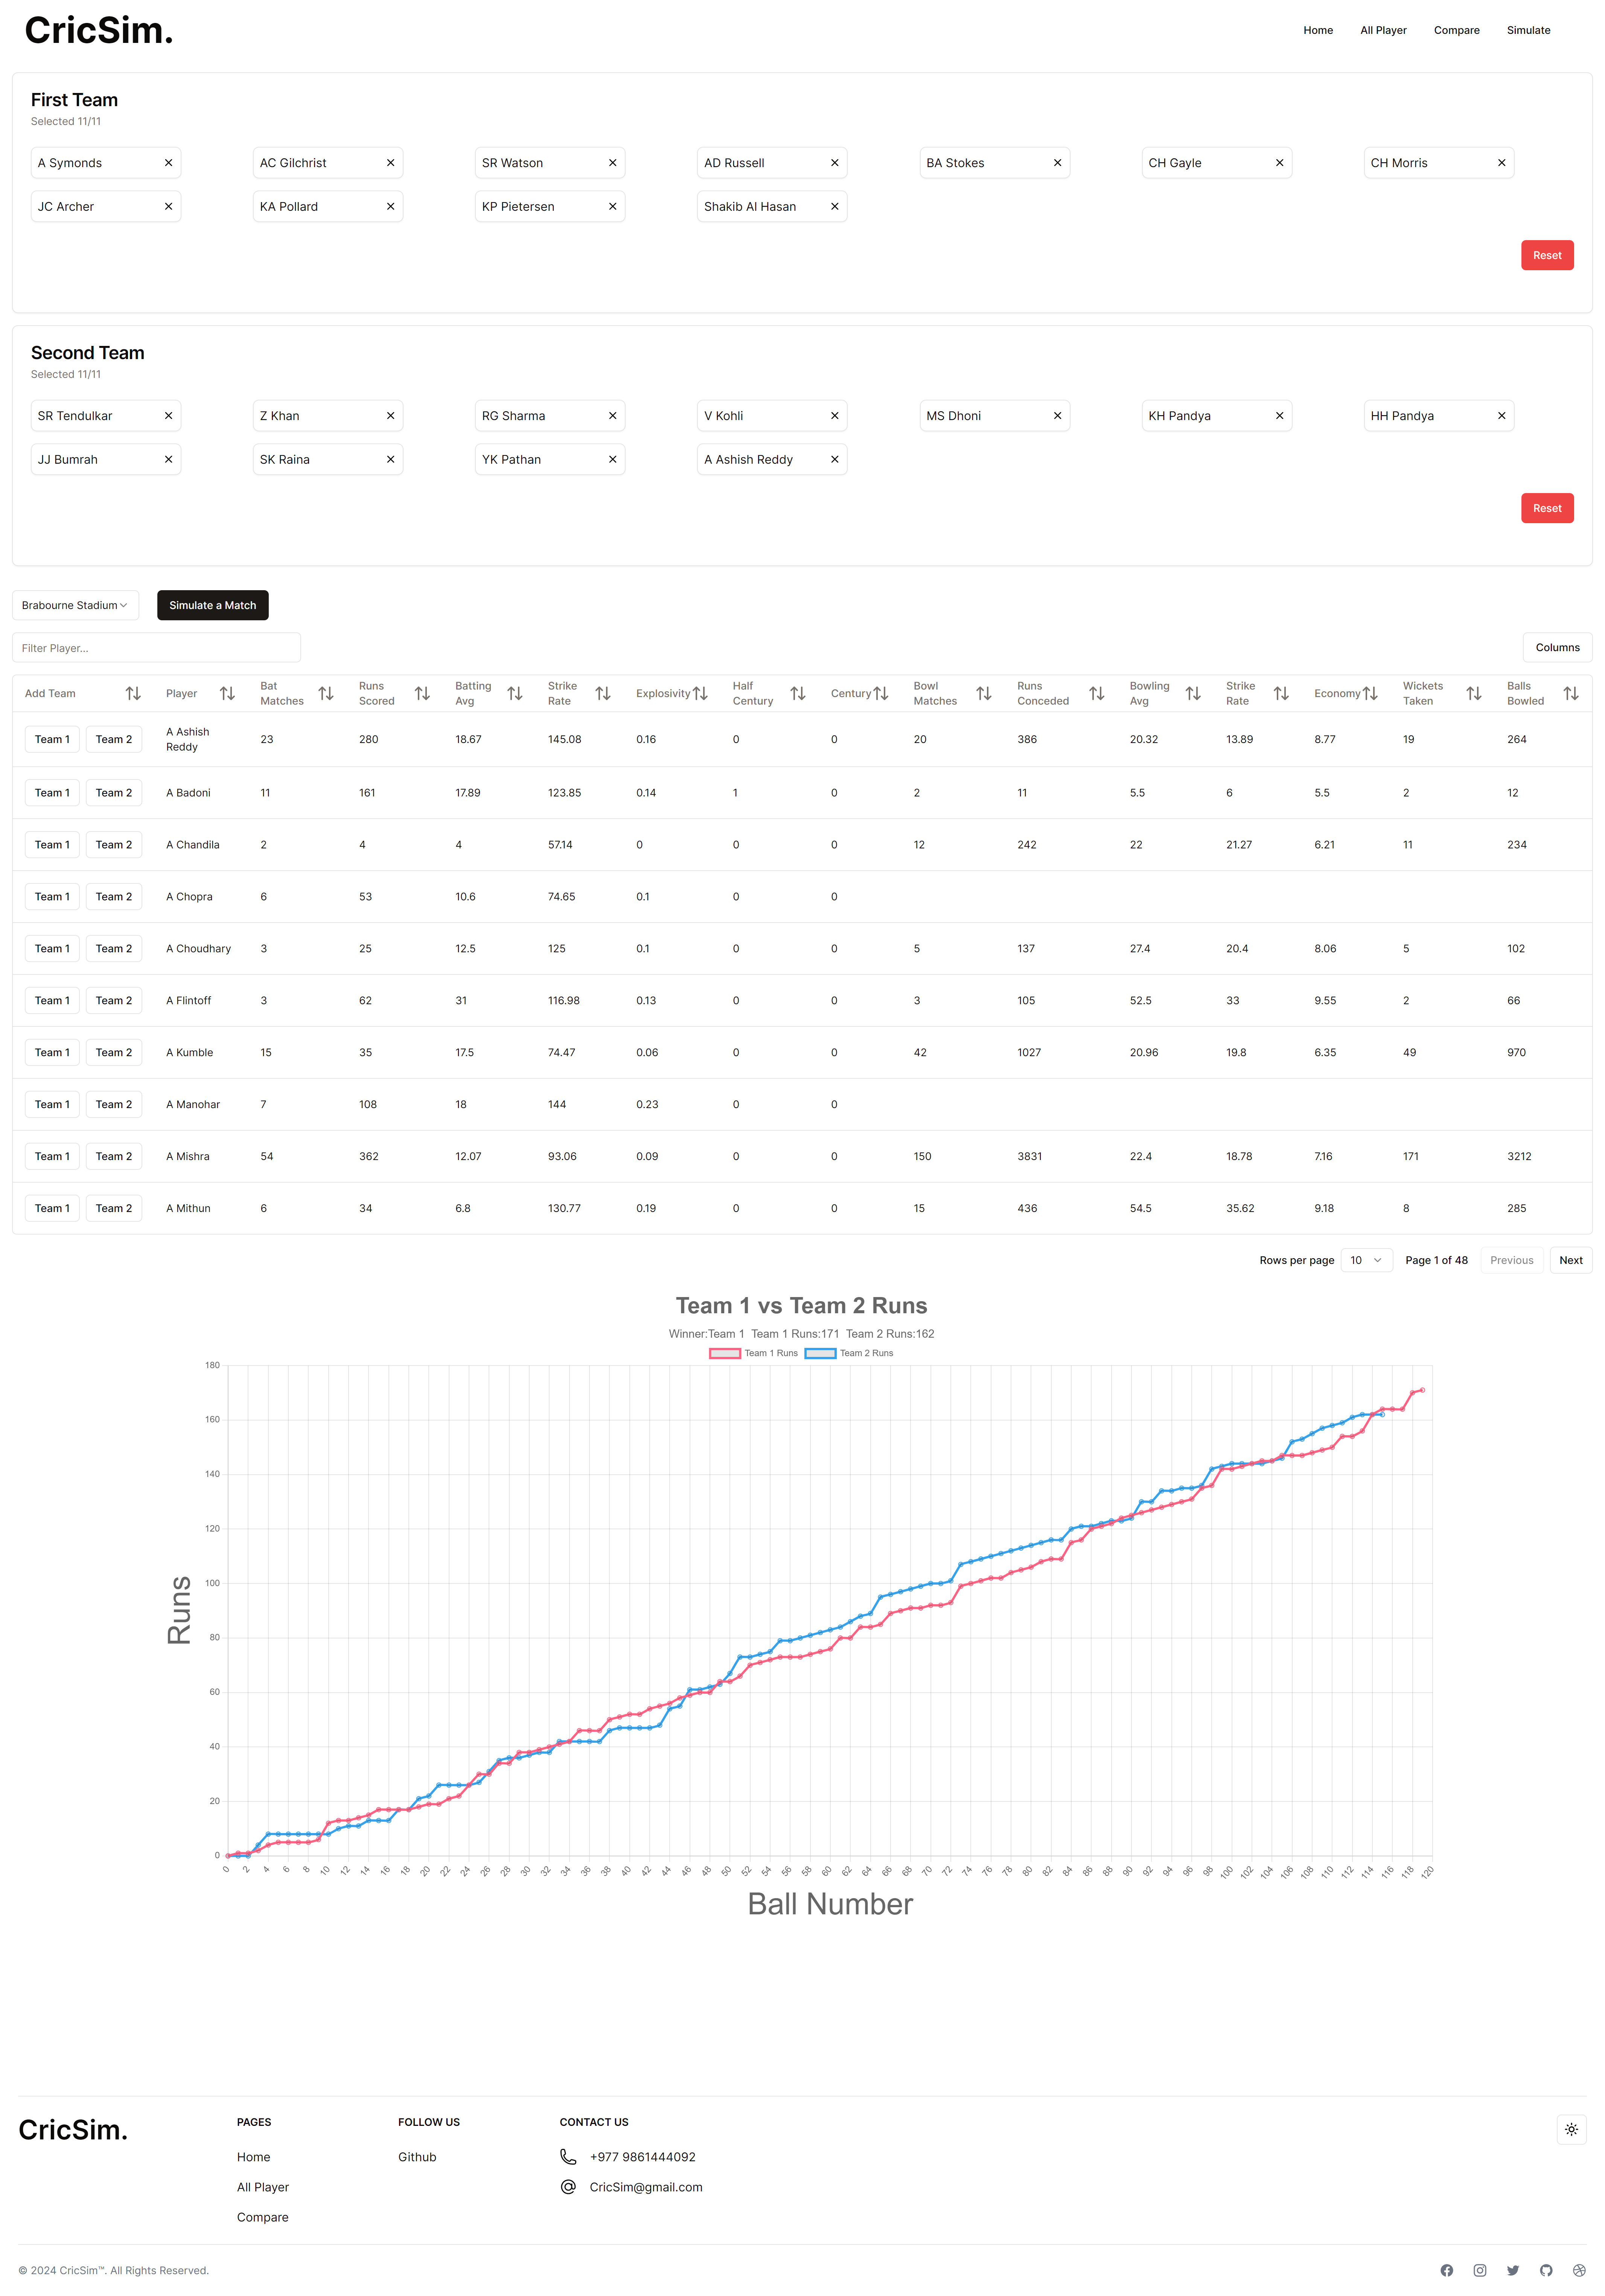 CricSim.
Home All Player Compare Simulate
First Team
Selected 11/11
A Symonds AC Gilchrist SR Watson AD Russell BA Stokes CH Gayle CH Morris
JC Archer KA Pollard KP Pietersen Shakib Al Hasan
Reset
Second Team
Selected 11/11
SR Tendulkar Z Khan RG Sharma V Kohli MS Dhoni KH Pandya HH Pandya
JJ Bumrah SK Raina YK Pathan A Ashish Reddy
Reset
Brabourne Stadium Simulate a Match
Filter Player... Columns
Add Team Player Bat Matches Runs Scored Batting Avg Strike Rate Explosivity Half Century Century Bowl Matches Runs Conceded Bowling Avg Strike Rate Economy Wickets Taken Balls Bowled
Team 1 Team 2 A Ashish Reddy 23 280 18.67 145.08 0.16 0 0 20 386 20.32 13.89 8.77 19 264
Team 1 Team 2 A Badoni 11 161 17.89 123.85 0.14 1 0 2 11 5.5 6 5.5 2 12
Team 1 Team 2 A Chandila 2 4 4 57.14 0 0 0 12 242 22 21.27 6.21 11 234
Team 1 Team 2 A Chopra 6 53 10.6 74.65 0.1 0 0
Team 1 Team 2 A Choudhary 3 25 12.5 125 0.1 0 0 5 137 27.4 20.4 8.06 5 102
Team 1 Team 2 A Flintoff 3 62 31 116.98 0.13 0 0 3 105 52.5 33 9.55 2 66
Team 1 Team 2 A Kumble 15 35 17.5 74.47 0.06 0 0 42 1027 20.96 19.8 6.35 49 970
Team 1 Team 2 A Manohar 7 108 18 144 0.23 0 0
Team 1 Team 2 A Mishra 54 362 12.07 93.06 0.09 0 0 150 3831 22.4 18.78 7.16 171 3212
Team 1 Team 2 A Mithun 6 34 6.8 130.77 0.19 0 0 15 436 54.5 35.62 9.18 8 285
Rows per page 10 Page 1 of 48 Previous Next
Team 1 vs Team 2 Runs
Winner:Team 1 Team 1 Runs:171 Team 2 Runs:162
Team 1 Runs Team 2 Runs
180
160
140
120
100
80
60
40
20
0
Runs
0 2 4 6 8 10 12 14 16 18 20 22 24 26 28 30 32 34 36 38 40 42 44 46 48 50 52 54 56 58 60 62 64 66 68 70 72 74 76 78 80 82 84 86 88 90 92 94 96 98 100 102 104 106 108 110 112 114 116 118 120
Ball Number
CricSim.
PAGES
Home
All Player
Compare
FOLLOW US
Github
CONTACT US
+977 9861444092
CricSim@gmail.com
© 2024 CricSim™. All Rights Reserved.